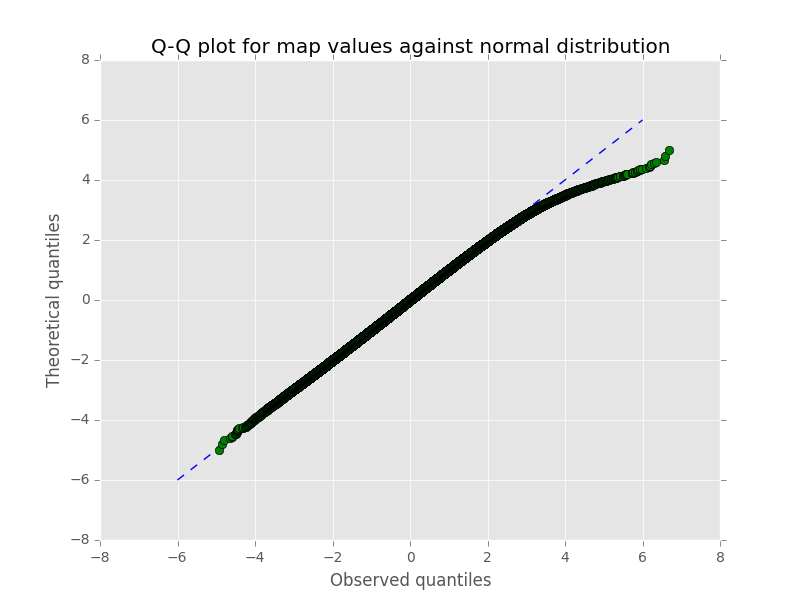 Q-Q plot for map values against normal distribution
8
6
4
2
0
−2
−4
−6
−8
Theoretical quantiles
−8 −6 −4 −2 0 2 4 6 8
Observed quantiles